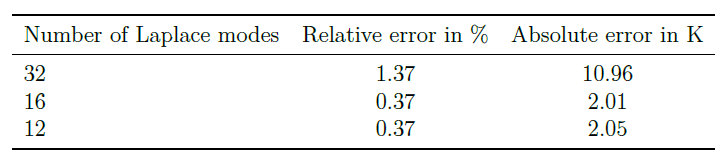 Number of Laplace modes Relative error in % Absolute error in K
32 1.37 10.96
16 0.37 2.01
12 0.37 2.05